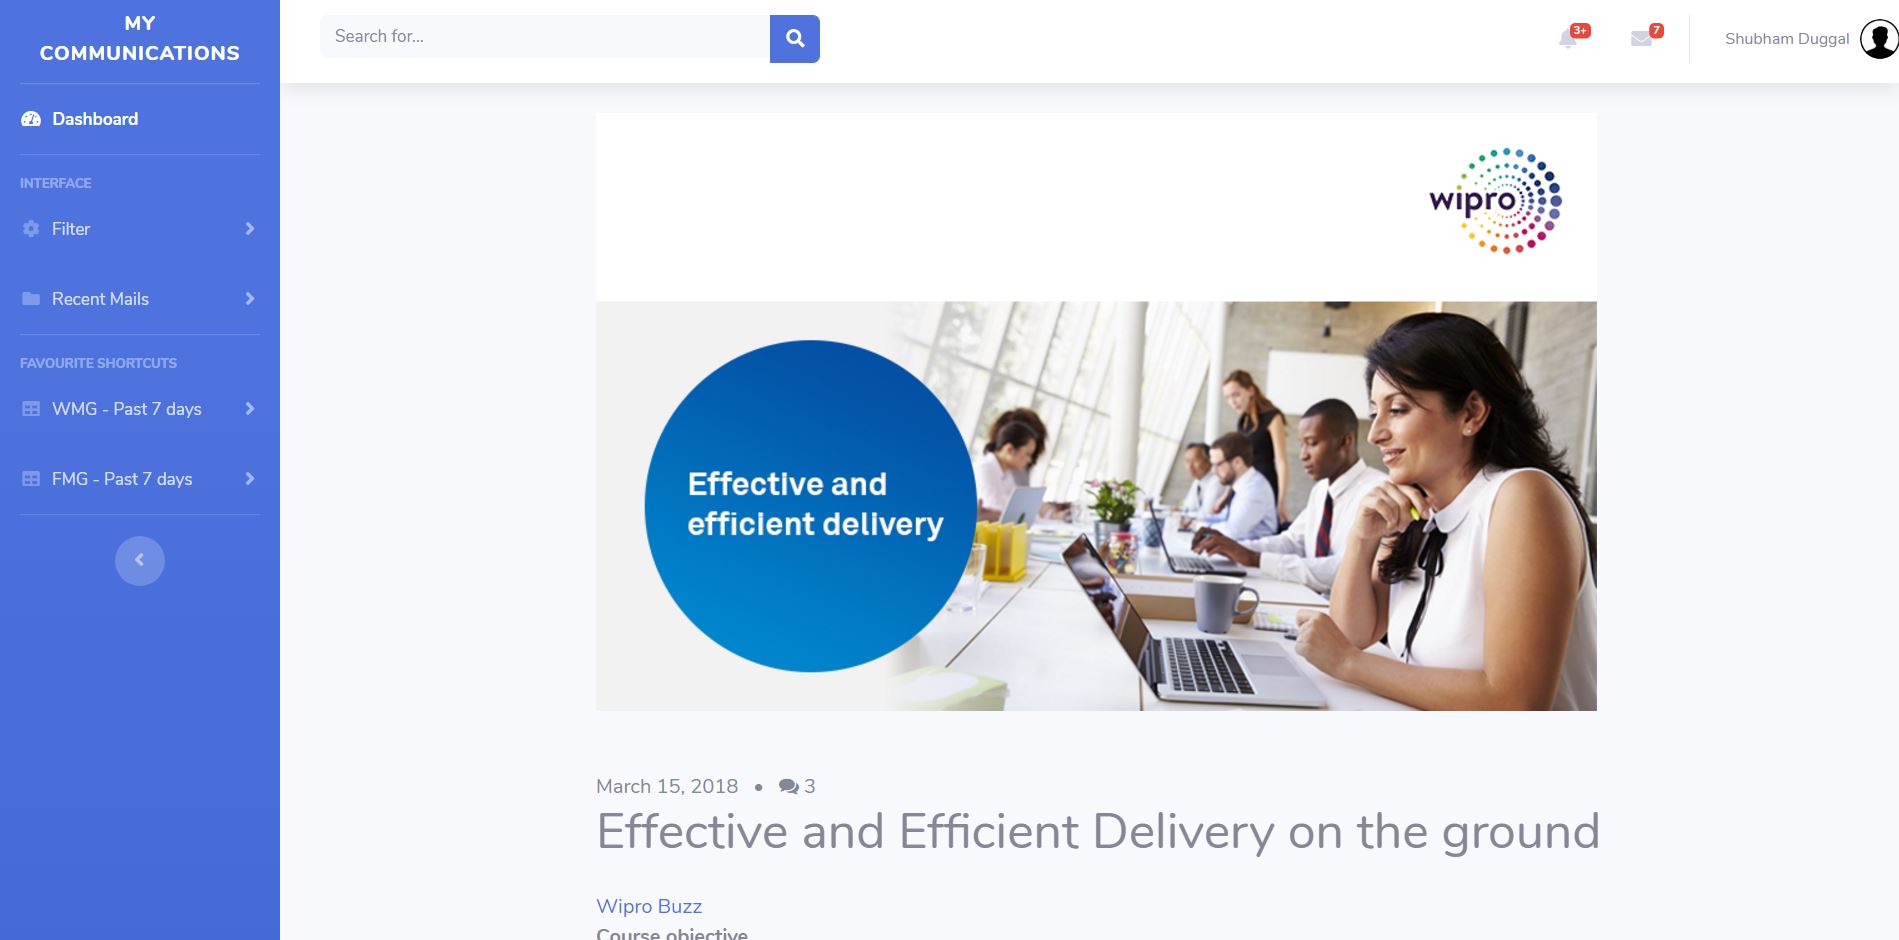 MY
COMMUNICATIONS
Dashboard
INTERFACE
Filter
Recent Mails
FAVOURITE SHORTCUTS
WMG - Past 7 days
FMG - Past 7 days
Search for...
3+
7
Shubham Duggal
wipro
Effective and
efficient delivery
March 15, 2018 • 3
Effective and Efficient Delivery on the ground
Wipro Buzz
Course objective